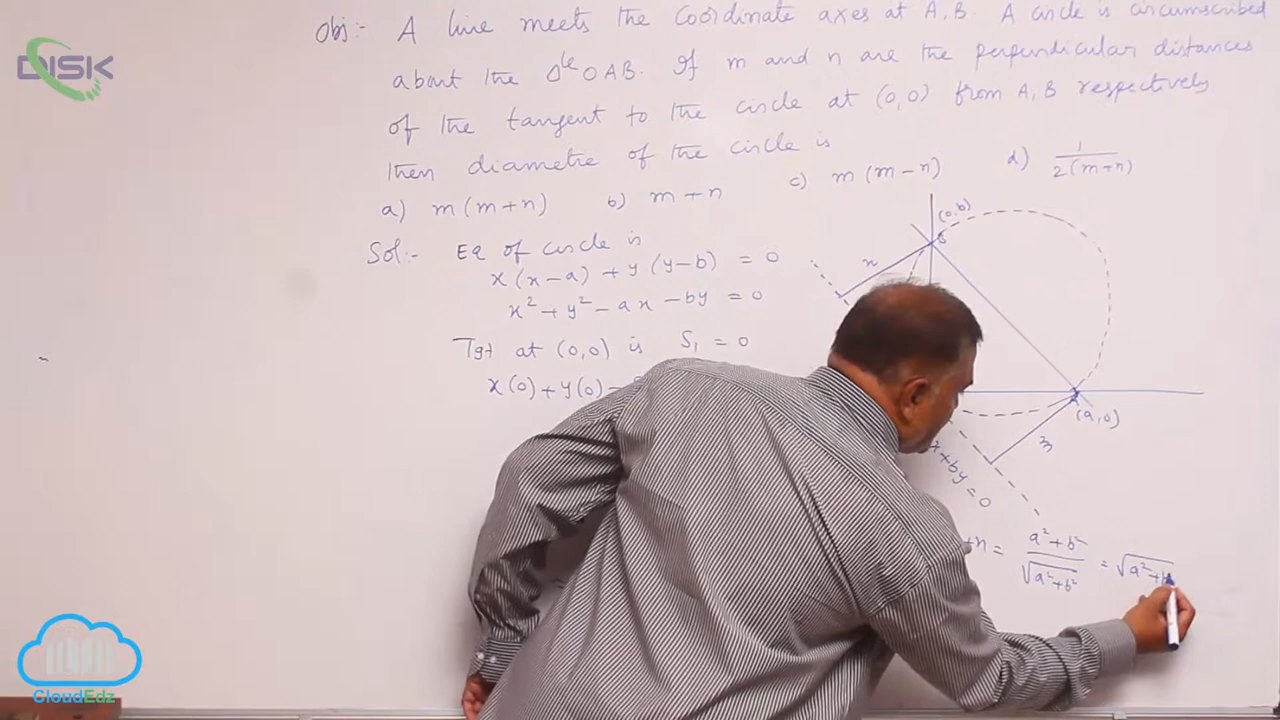 DISK
Obj:- A line meets the coordinate axes at A, B. A circle is circumscribed
about the Δle OAB. If m and n are the perpendicular distances
of the tangent to the circle at (0,0) from A, B respectively
then diametre of the circle is
a) m(m+n) b) m+n c) m(m-n) d) 1/2(m+n)
Sol:- Eq of circle is
x(x-a) + y(y-b) = 0
x² + y² - ax - by = 0
Tgt at (0,0) is S₁ = 0
x(0) + y(0) -
(0,b)
B
n
A
(a,0)
m
x + by = 0
+n = a²+b²/√a²+b² = √a²+b
CloudEdz